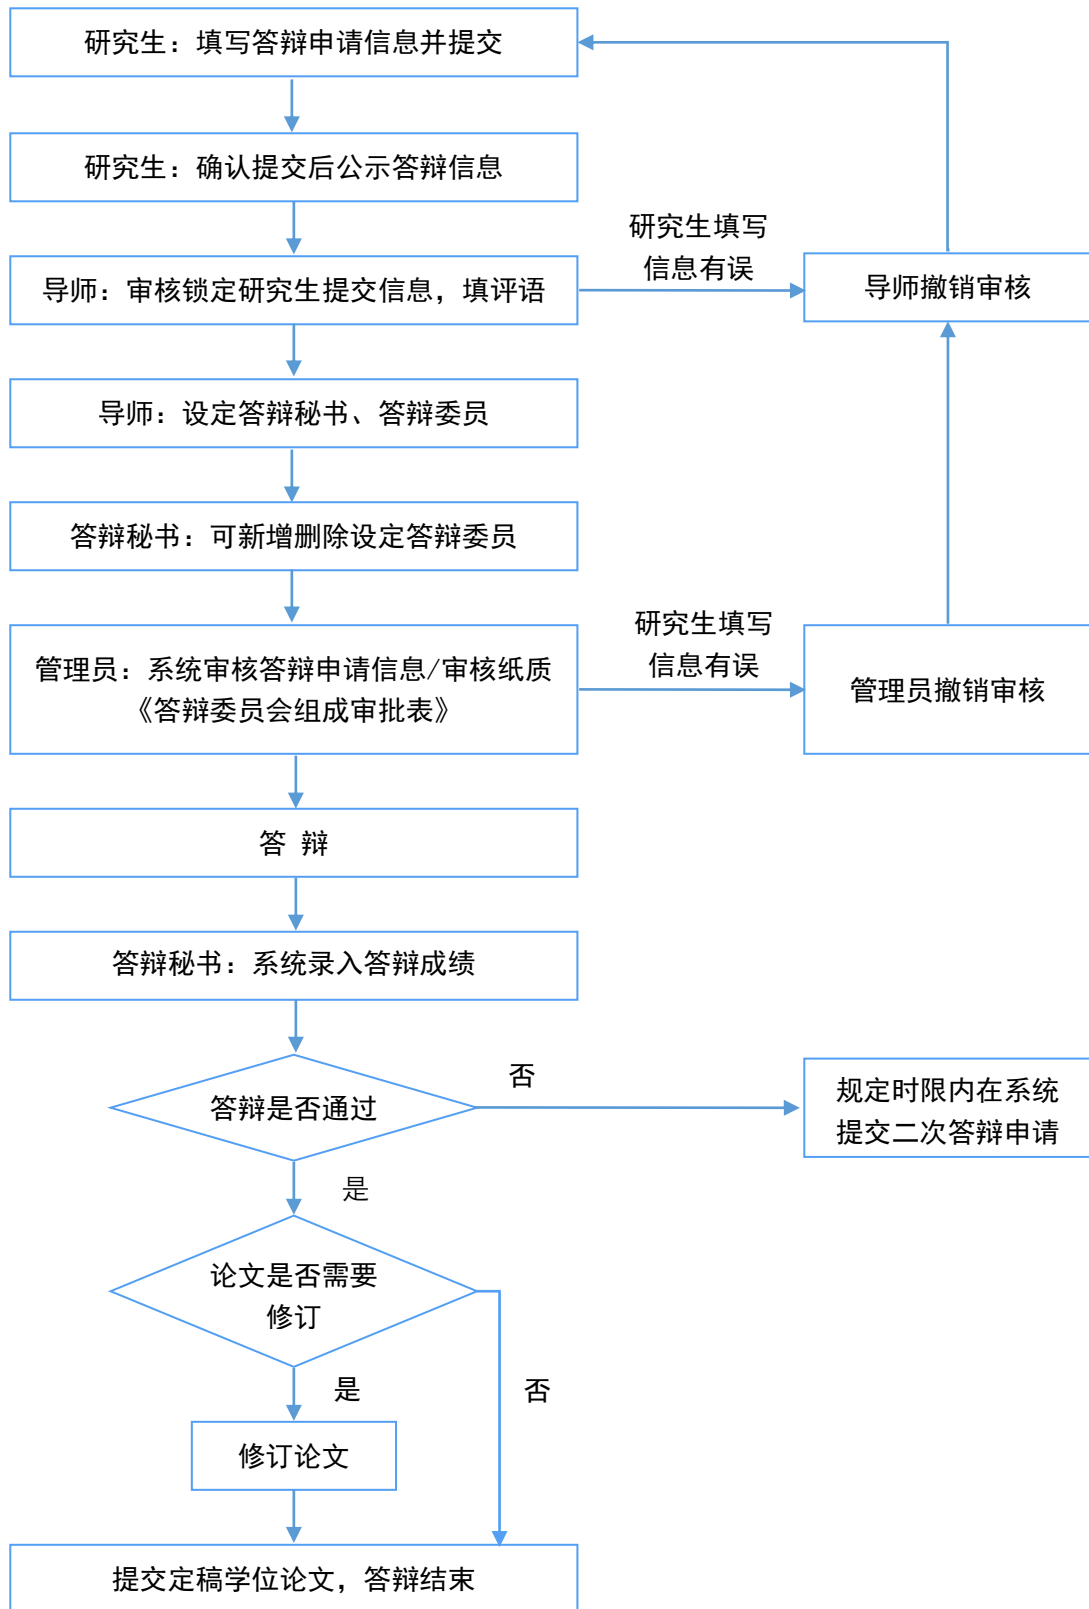 研究生：填写答辩申请信息并提交
研究生：确认提交后公示答辩信息
研究生填写
信息有误
导师：审核锁定研究生提交信息，填评语
导师撤销审核
导师：设定答辩秘书、答辩委员
答辩秘书：可新增删除设定答辩委员
研究生填写
信息有误
管理员：系统审核答辩申请信息/审核纸质
《答辩委员会组成审批表》
管理员撤销审核
答 辩
答辩秘书：系统录入答辩成绩
答辩是否通过
否
规定时限内在系统
提交二次答辩申请
是
论文是否需要
修订
是
否
修订论文
提交定稿学位论文，答辩结束